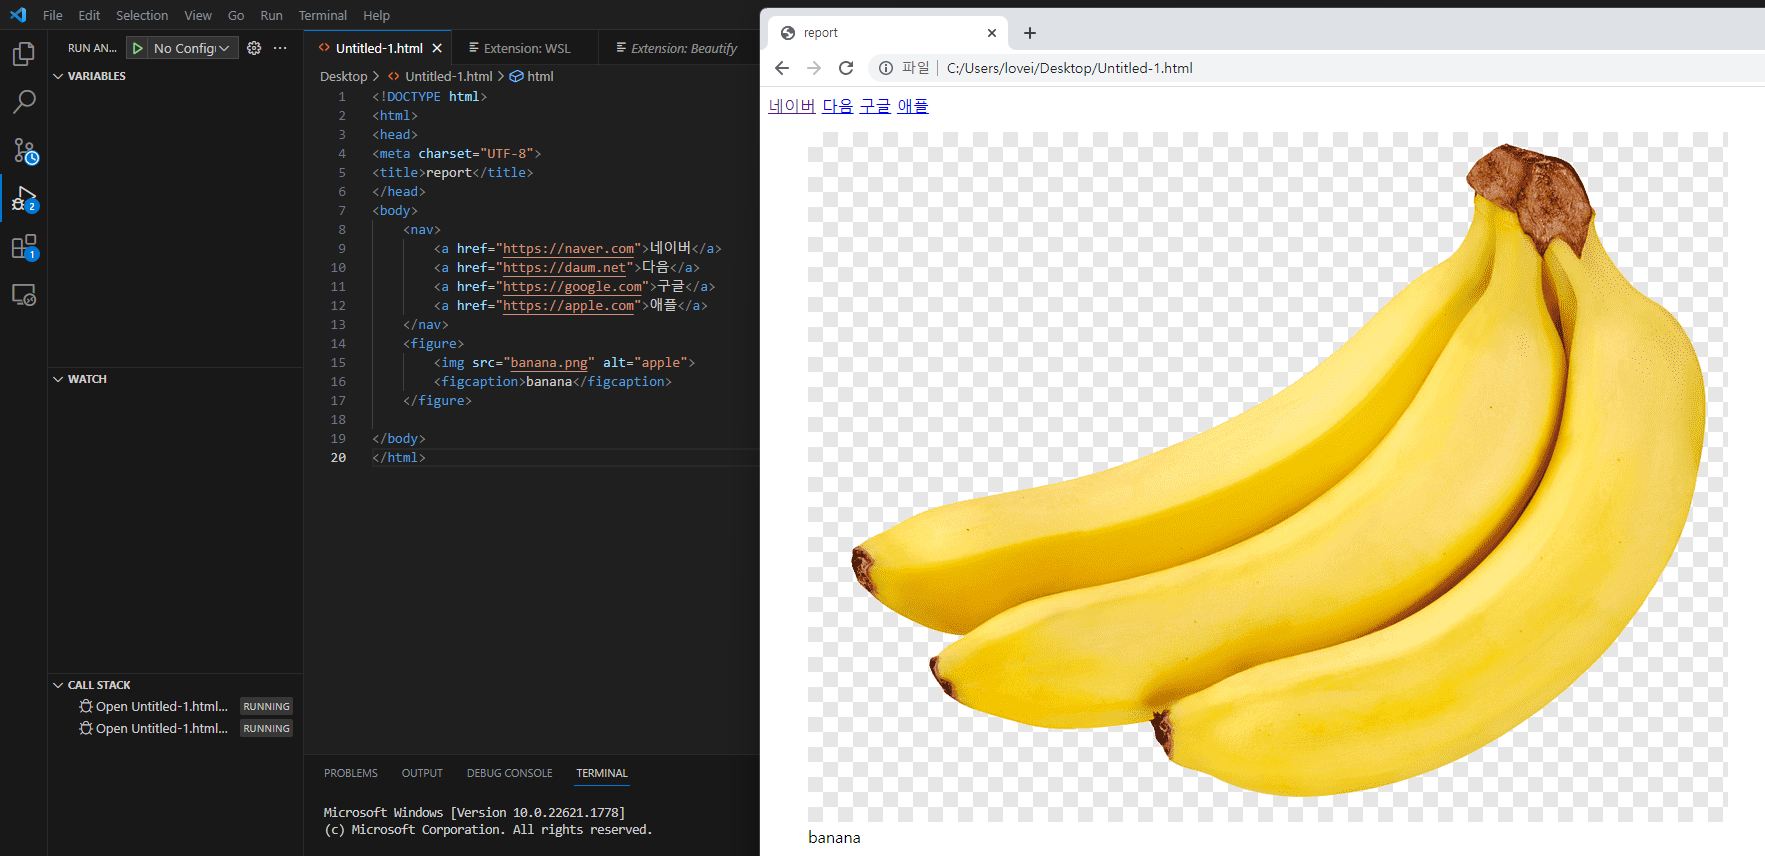 File Edit Selection View Go Run Terminal Help
RUN AN... No Config
VARIABLES
WATCH
CALL STACK
Open Untitled-1.html... RUNNING
Open Untitled-1.html... RUNNING
2
1
Untitled-1.html Extension: WSL Extension: Beautify
Desktop > Untitled-1.html > html
1 <!DOCTYPE html>
2 <html>
3 <head>
4 <meta charset="UTF-8">
5 <title>report</title>
6 </head>
7 <body>
8 <nav>
9 <a href="https://naver.com">네이버</a>
10 <a href="https://daum.net">다음</a>
11 <a href="https://google.com">구글</a>
12 <a href="https://apple.com">애플</a>
13 </nav>
14 <figure>
15 <img src="banana.png" alt="apple">
16 <figcaption>banana</figcaption>
17 </figure>
18
19 </body>
20 </html>
PROBLEMS OUTPUT DEBUG CONSOLE TERMINAL
Microsoft Windows [Version 10.0.22621.1778]
(c) Microsoft Corporation. All rights reserved.
report
파일 | C:/Users/lovei/Desktop/Untitled-1.html
네이버 다음 구글 애플
banana